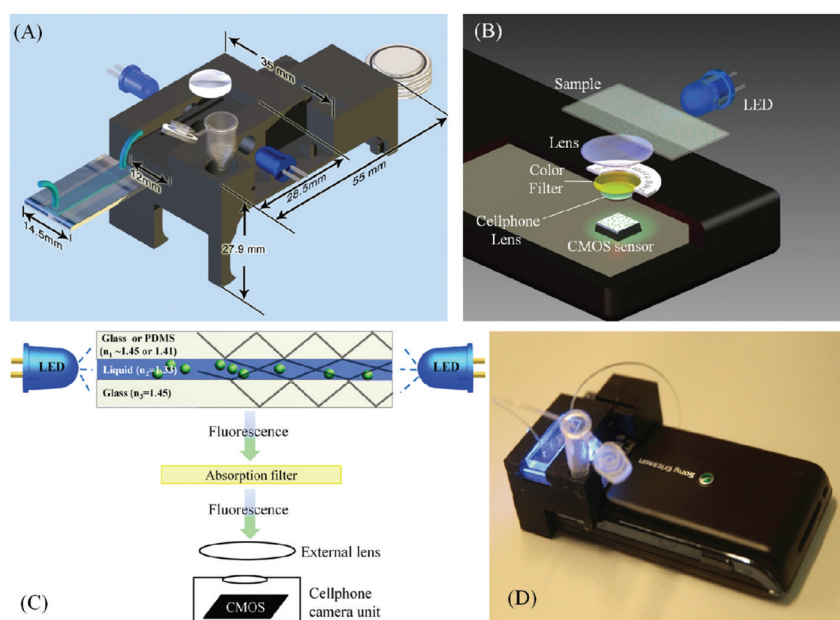 (A)
35 mm
12mm
14.5mm
28.5mm
55 mm
27.9 mm
(B)
Sample
LED
Lens
Color
Filter
Cellphone
Lens
CMOS sensor
Glass or PDMS
(n₁ ~1.45 or 1.41)
LED
Liquid (n₂=1.33)
LED
Glass (n₃=1.45)
Fluorescence
Absorption filter
Fluorescence
External lens
CMOS
Cellphone
camera unit
(C)
Sony Ericsson
(D)